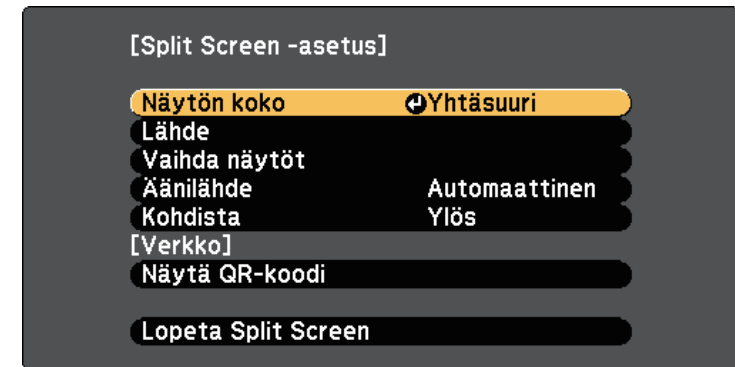 [Split Screen -asetus]
Näytön koko Yhtäsuuri
Lähde
Vaihda näytöt
Äänilähde Automaattinen
Kohdista Ylös
[Verkko]
Näytä QR-koodi
Lopeta Split Screen